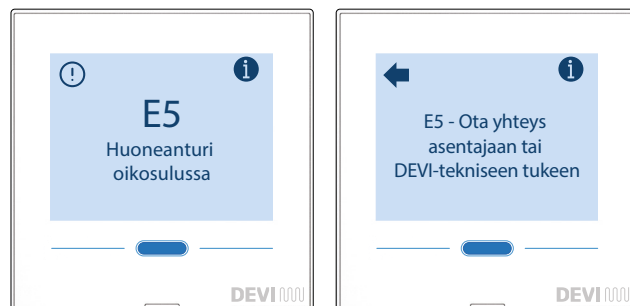 E5
Huoneanturi
oikosulussa
DEVI
E5 - Ota yhteys
asentajaan tai
DEVI-tekniseen tukeen
DEVI